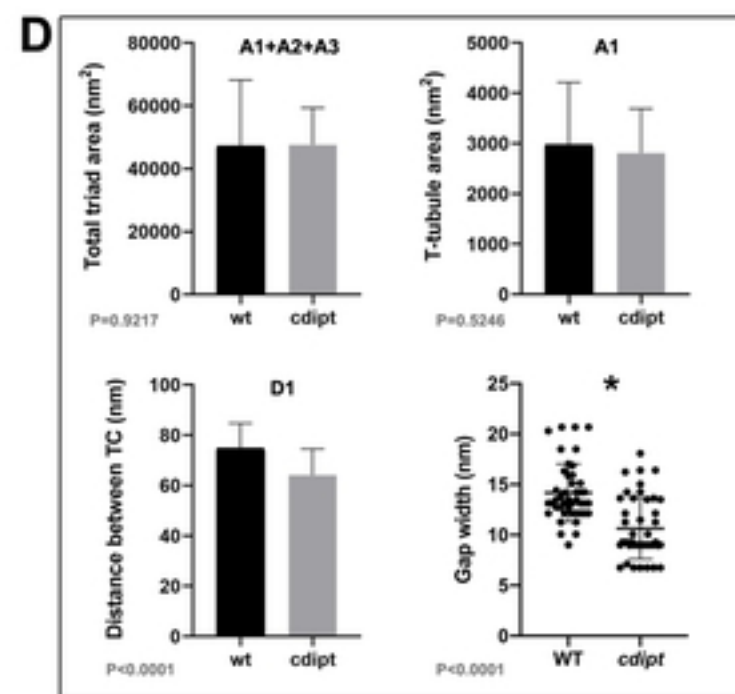 D
A1+A2+A3
Total triad area (nm²)
80000
60000
40000
20000
0
wt cdipt
P=0.9217
A1
T-tubule area (nm²)
5000
4000
3000
2000
1000
0
wt cdipt
P=0.5246
D1
Distance between TC (nm)
100
80
60
40
20
0
wt cdipt
P<0.0001
*
Gap width (nm)
25
20
15
10
5
0
WT cdipt
P<0.0001